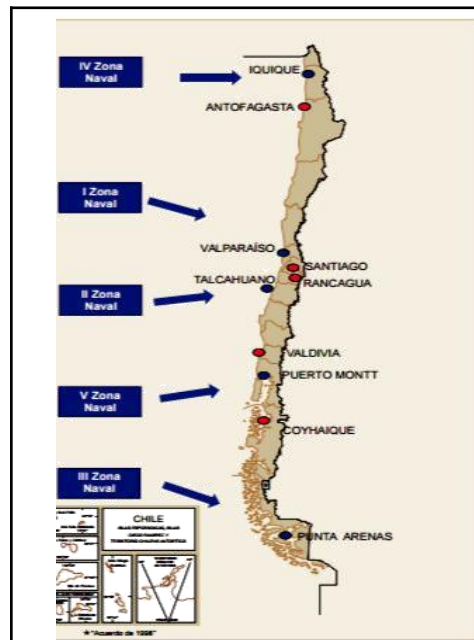 IV Zona
Naval
IQUIQUE
ANTOFAGASTA
I Zona
Naval
VALPARAÍSO
SANTIAGO
TALCAHUANO
RANCAGUA
II Zona
Naval
VALDIVIA
PUERTO MONTT
V Zona
Naval
COYHAIQUE
III Zona
Naval
CHILE
PUNTA ARENAS
"Acuerdo de 1998"